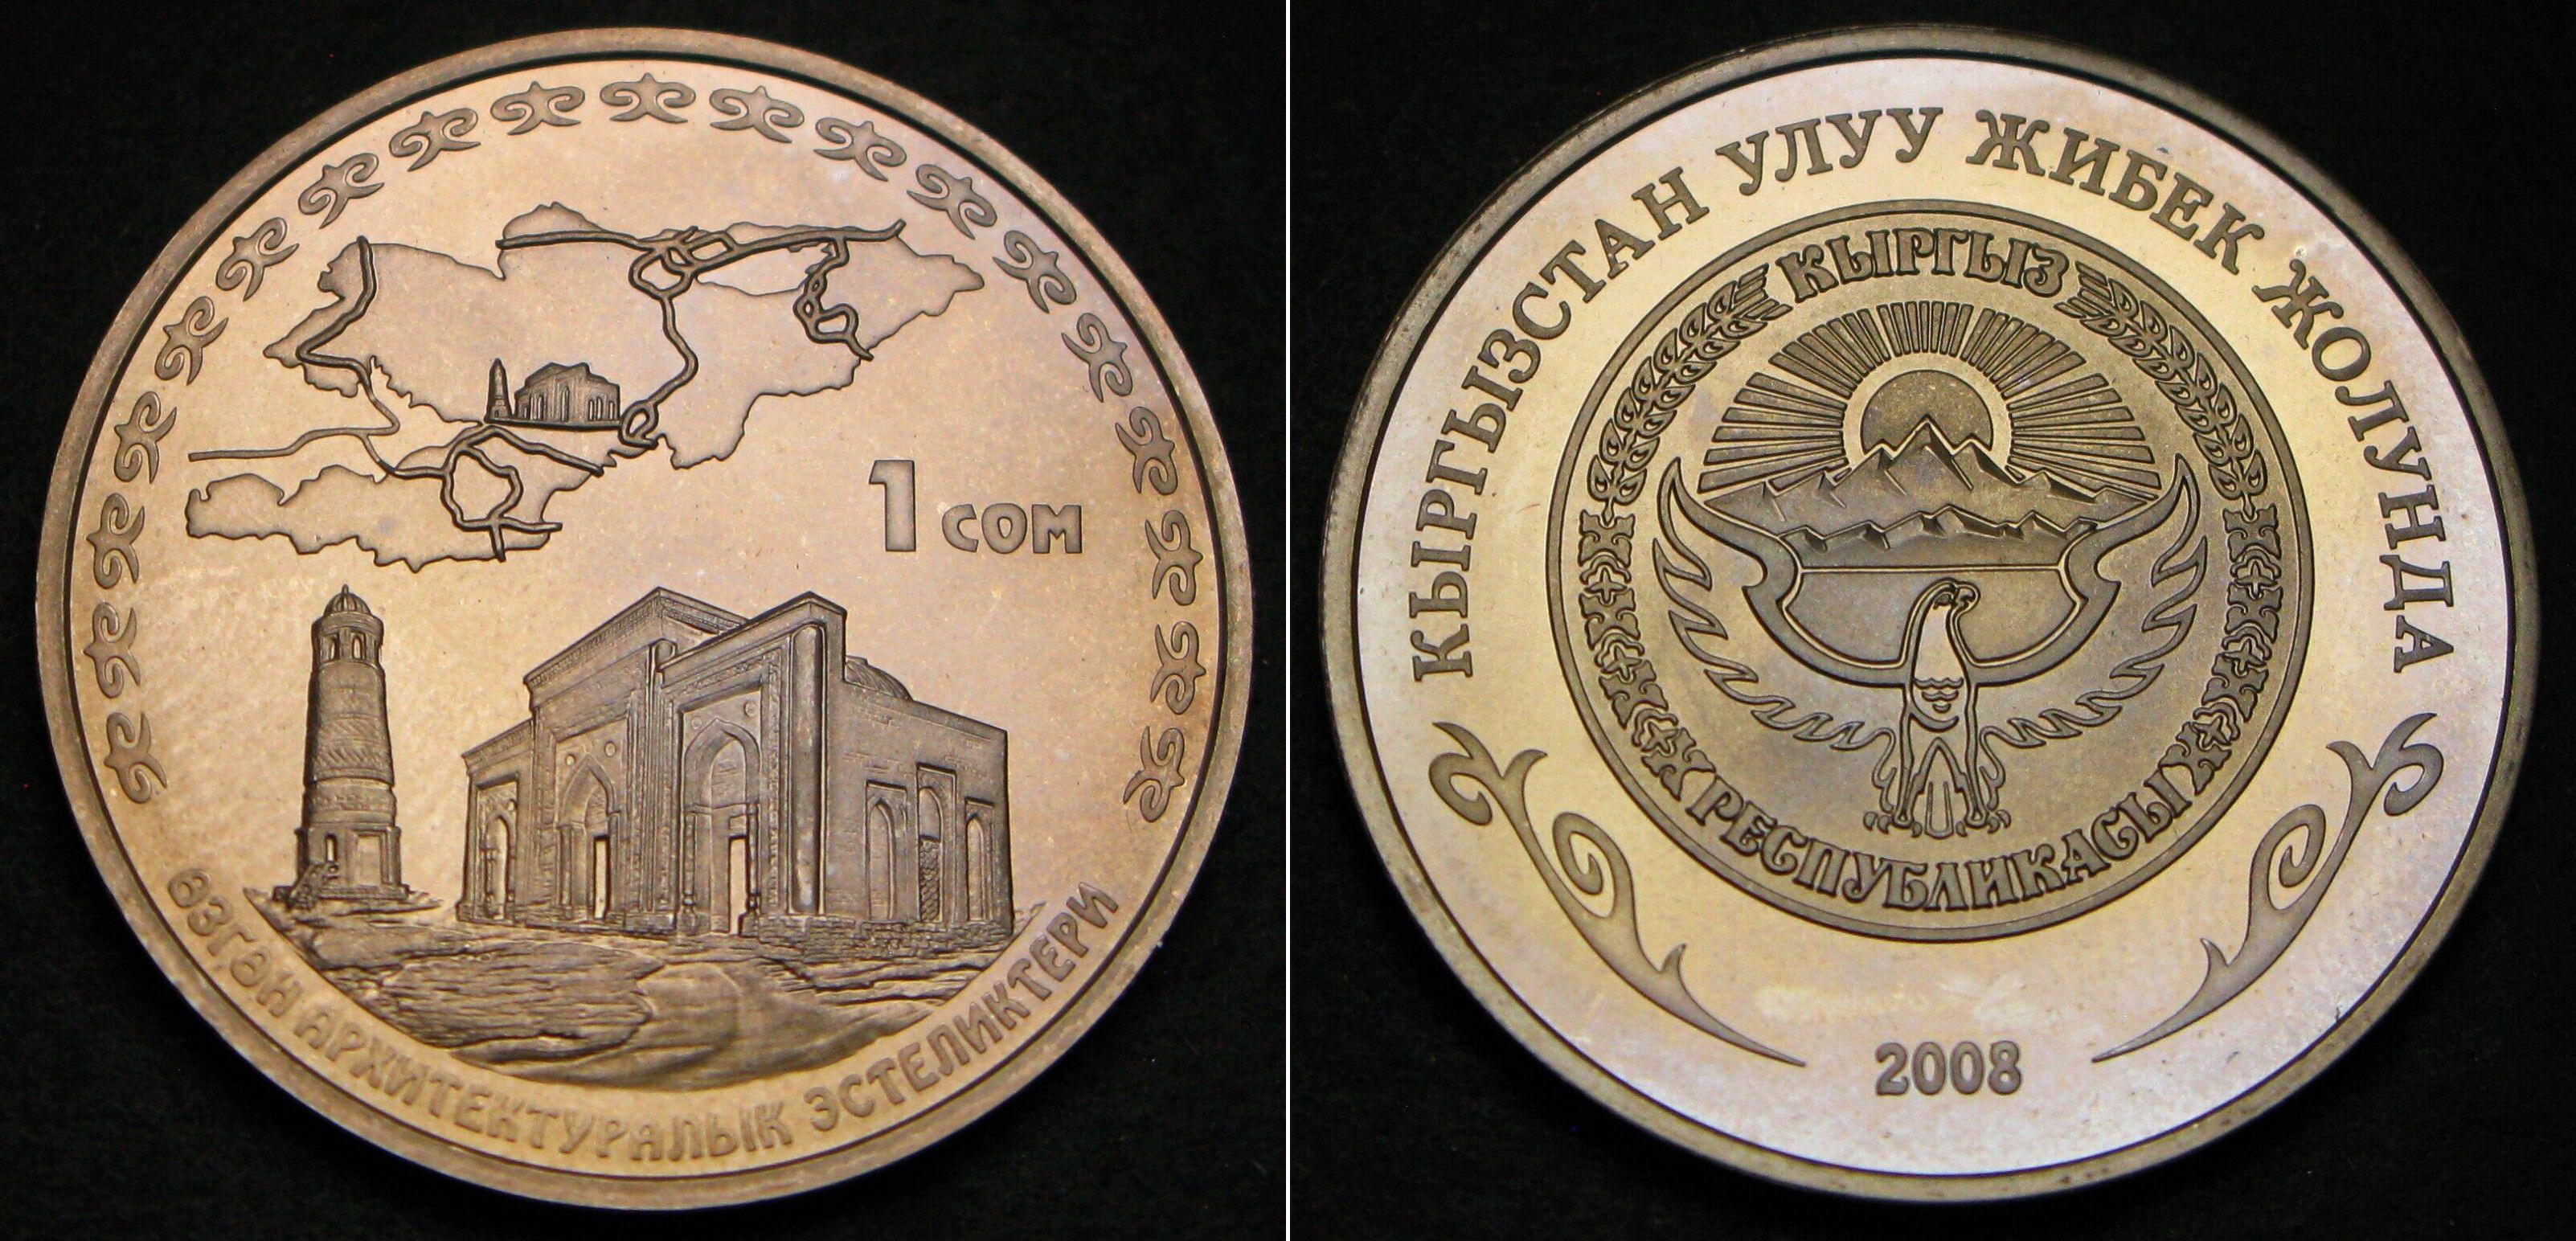 1 сом
ӨЗГӨН АРХИТЕКТУРАЛЫК ЭСТЕЛИКТЕРИ
КЫРГЫЗСТАН УЛУУ ЖИБЕК ЖОЛУНДА
КЫРГЫЗ
РЕСПУБЛИКАСЫ
2008